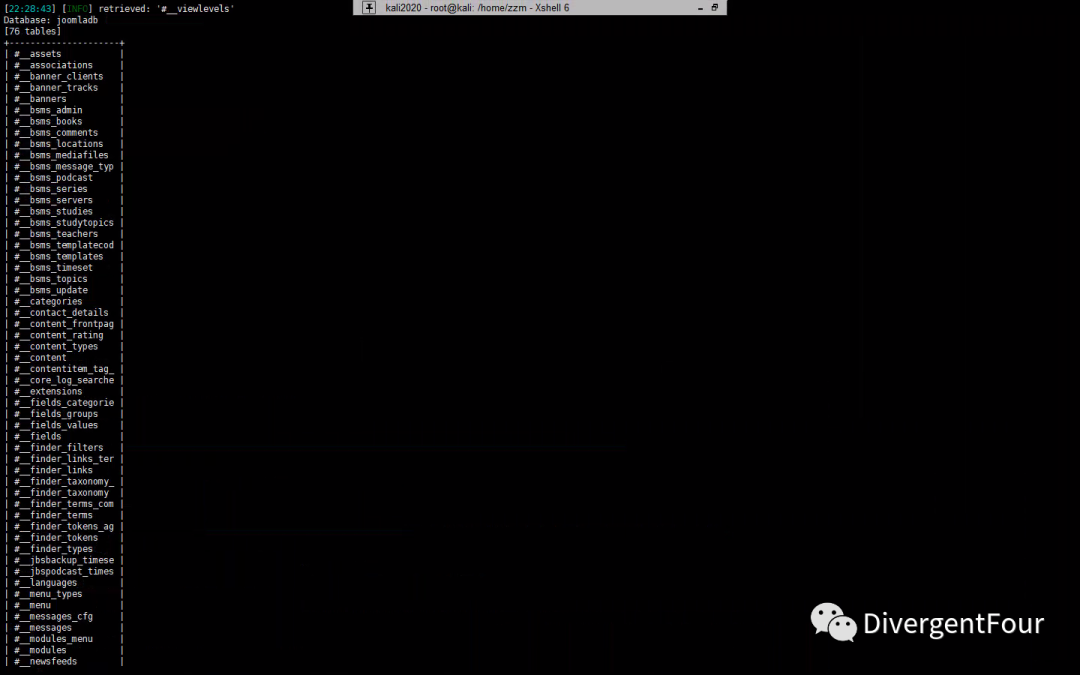 [22:28:43] [INFO] retrieved: '#__viewlevels'
kali2020 - root@kali: /home/zzm - Xshell 6
Database: joomladb
[76 tables]
+---------------------+
| #__assets |
| #__associations |
| #__banner_clients |
| #__banner_tracks |
| #__banners |
| #__bsms_admin |
| #__bsms_books |
| #__bsms_comments |
| #__bsms_locations |
| #__bsms_mediafiles |
| #__bsms_message_typ |
| #__bsms_podcast |
| #__bsms_series |
| #__bsms_servers |
| #__bsms_studies |
| #__bsms_studytopics |
| #__bsms_teachers |
| #__bsms_templatecod |
| #__bsms_templates |
| #__bsms_timeset |
| #__bsms_topics |
| #__bsms_update |
| #__categories |
| #__contact_details |
| #__content_frontpag |
| #__content_rating |
| #__content_types |
| #__content |
| #__contentitem_tag_ |
| #__core_log_searche |
| #__extensions |
| #__fields_categorie |
| #__fields_groups |
| #__fields_values |
| #__fields |
| #__finder_filters |
| #__finder_links_ter |
| #__finder_links |
| #__finder_taxonomy_ |
| #__finder_taxonomy |
| #__finder_terms_com |
| #__finder_terms |
| #__finder_tokens_ag |
| #__finder_tokens |
| #__finder_types |
| #__jbsbackup_timese |
| #__jbspodcast_times |
| #__languages |
| #__menu_types |
| #__menu |
| #__messages_cfg |
| #__messages |
| #__modules_menu |
| #__modules |
| #__newsfeeds |
DivergentFour